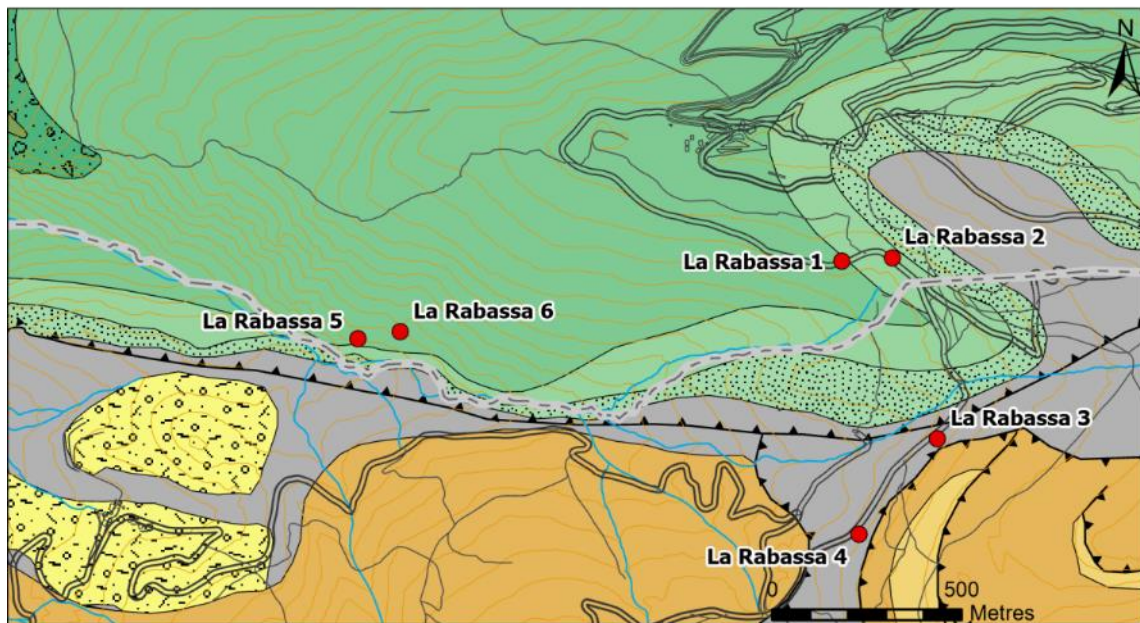 N
La Rabassa 2
La Rabassa 1
La Rabassa 6
La Rabassa 5
La Rabassa 3
La Rabassa 4
0 500
Metres